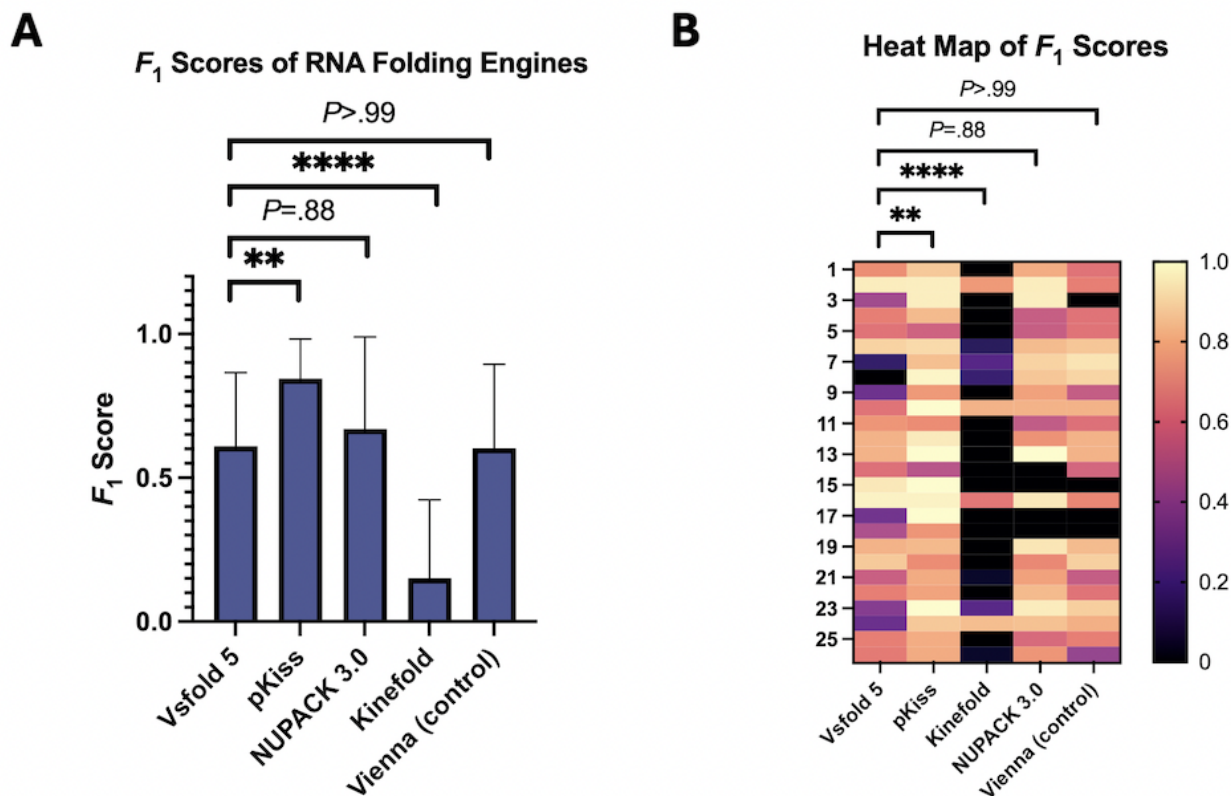 A
F1 Scores of RNA Folding Engines
P>.99
****
P=.88
**
1.0
0.5
0.0
F1 Score
Vsfold 5
pKiss
NUPACK 3.0
Kinefold
Vienna (control)
B
Heat Map of F1 Scores
P>.99
P=.88
****
**
1
3
5
7
9
11
13
15
17
19
21
23
25
1.0
0.8
0.6
0.4
0.2
0
Vsfold 5
pKiss
Kinefold
NUPACK 3.0
Vienna (control)